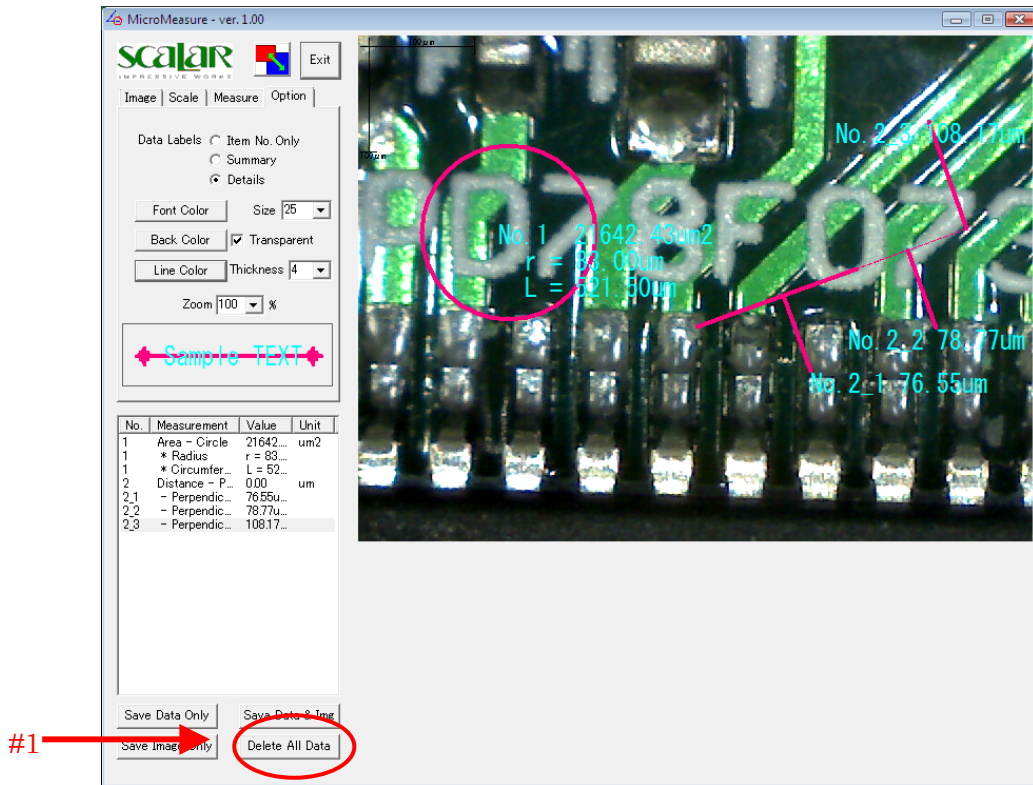 MicroMeasure - ver. 1.00
scalar
IMPRESSIVE WORKS
Exit
Image Scale Measure Option
Data Labels Item No. Only
Summary
Details
Font Color Size 25
Back Color Transparent
Line Color Thickness 4
Zoom 100 %
Sample TEXT
No. Measurement Value Unit
1 Area - Circle 21642... um2
1 * Radius r = 83...
1 * Circumfer... L = 52...
2 Distance - P... 0.00 um
2_1 - Perpendic... 76.55u...
2_2 - Perpendic... 78.77u...
2_3 - Perpendic... 108.17...
Save Data Only Sava Data & Img
Save Image Only Delete All Data
#1
100μm
100μm
No. 2_3 108.17um
No. 1 21642.43um2
r = 83.00um
L = 521.50um
No. 2_2 78.77um
No. 2_1 76.55um